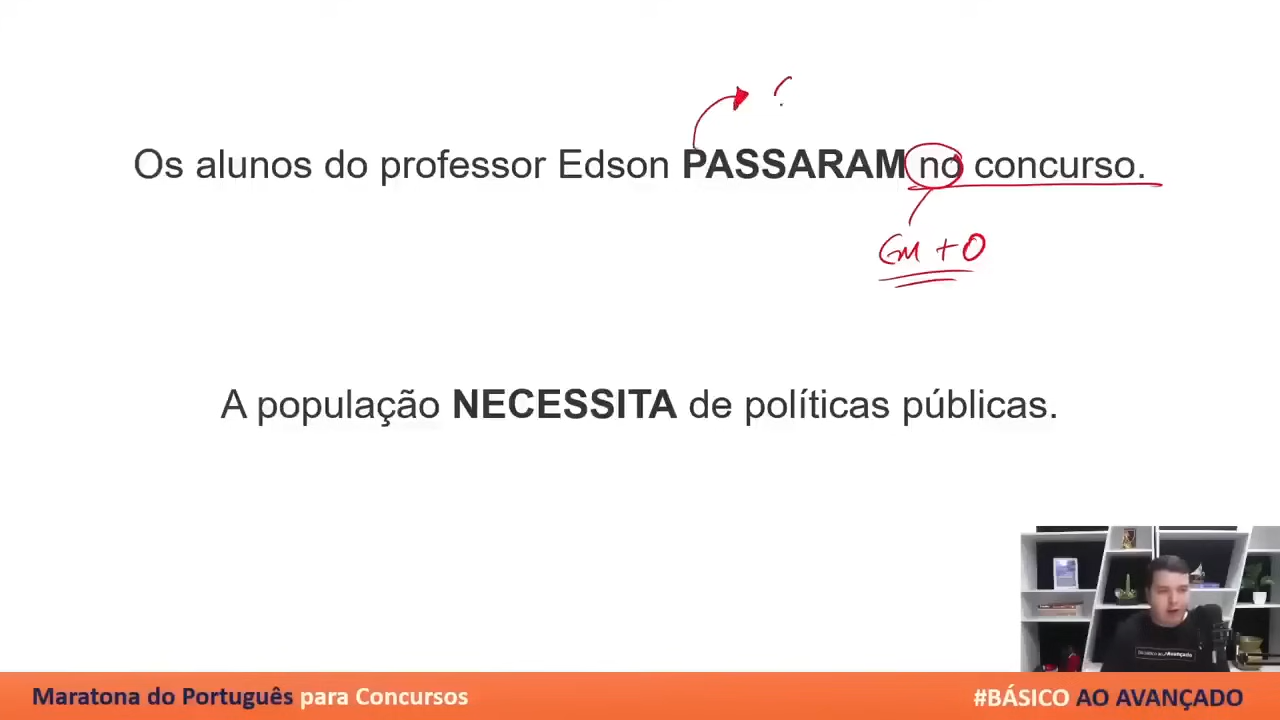 ?
Os alunos do professor Edson PASSARAM no concurso.
Em + O
A população NECESSITA de políticas públicas.
Maratona do Português para Concursos
#BÁSICO AO AVANÇADO